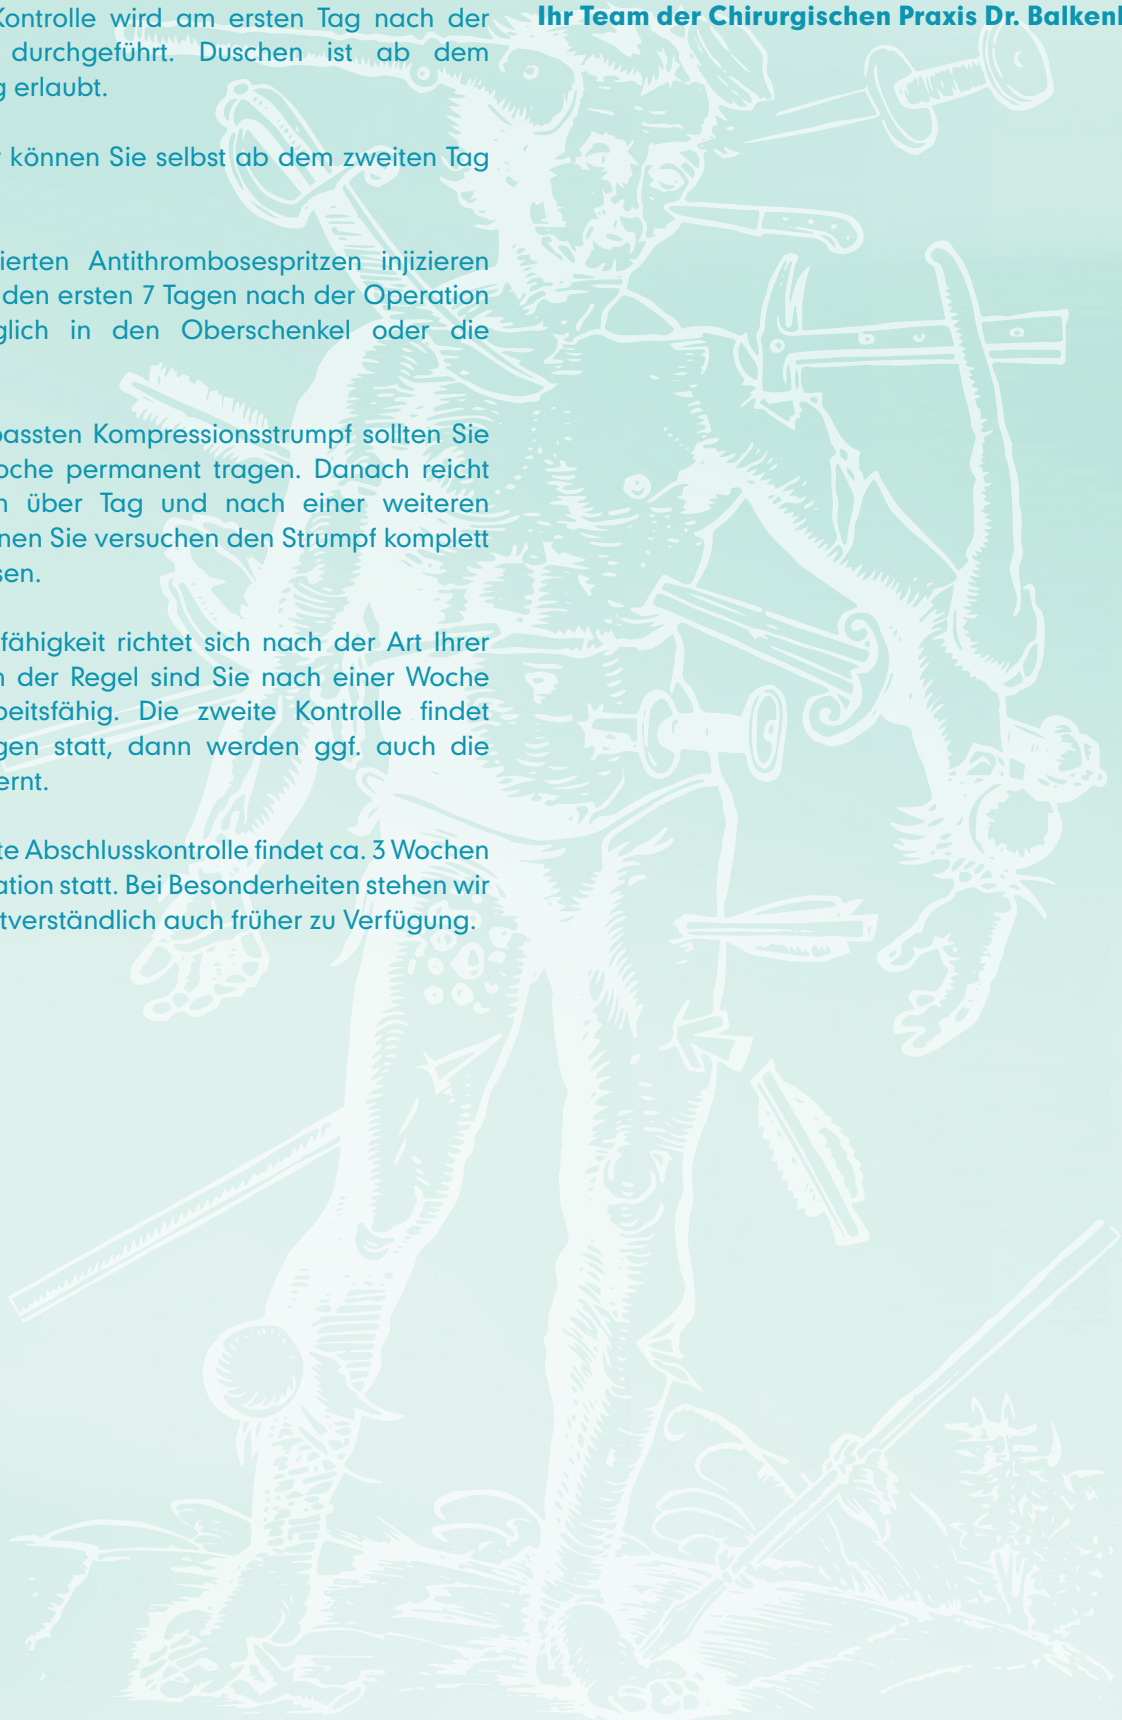 Kontrolle wird am ersten Tag nach der
durchgeführt. Duschen ist ab dem
g erlaubt.
können Sie selbst ab dem zweiten Tag
ierten Antithrombosespritzen injizieren
den ersten 7 Tagen nach der Operation
glich in den Oberschenkel oder die
passten Kompressionsstrumpf sollten Sie
oche permanent tragen. Danach reicht
über Tag und nach einer weiteren
nen Sie versuchen den Strumpf komplett
sen.
fähigkeit richtet sich nach der Art Ihrer
n der Regel sind Sie nach einer Woche
beitsfähig. Die zweite Kontrolle findet
gen statt, dann werden ggf. auch die
ernt.
te Abschlusskontrolle findet ca. 3 Wochen
ation statt. Bei Besonderheiten stehen wir
tverständlich auch früher zu Verfügung.
Ihr Team der Chirurgischen Praxis Dr. Balkenh